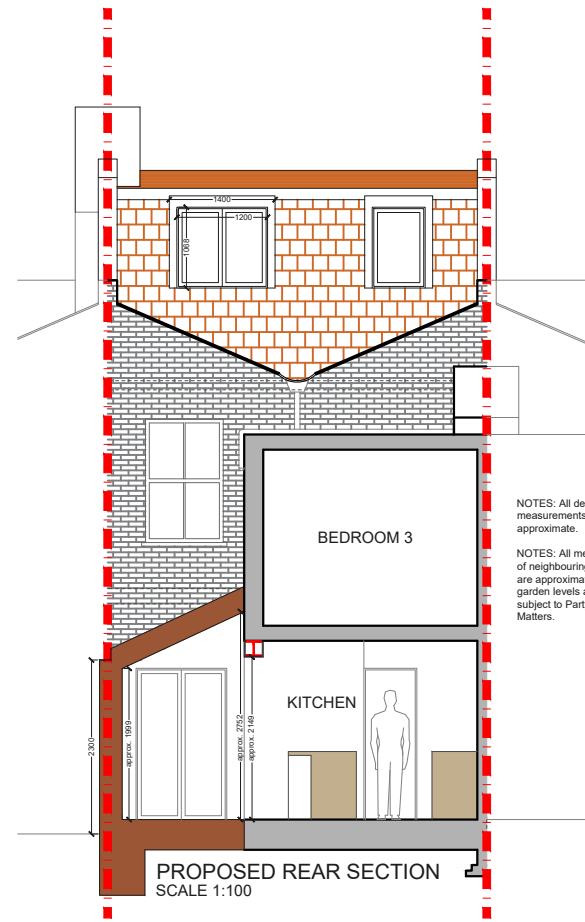 1400
1200
1068
BEDROOM 3
NOTES: All de
measurements
approximate.
NOTES: All me
of neighbouring
are approxima
garden levels a
subject to Part
Matters.
KITCHEN
2300
approx. 1999
approx. 2752
approx. 2149
PROPOSED REAR SECTION
SCALE 1:100